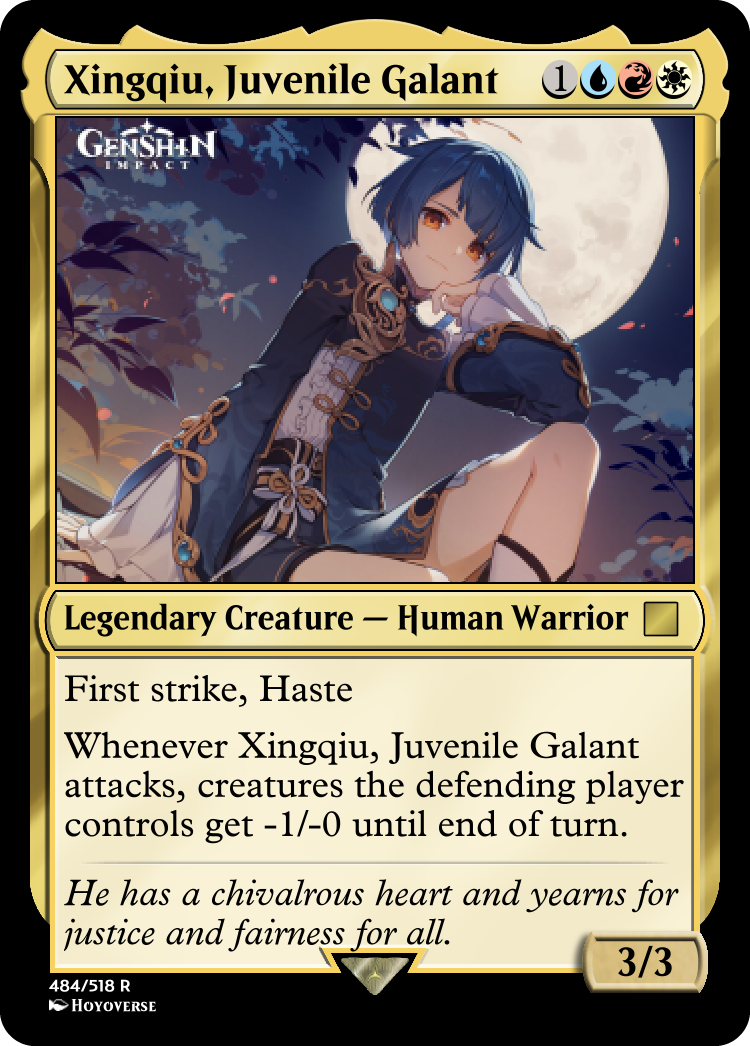 Xingqiu, Juvenile Galant 1
GENSHIN
IMPACT
Legendary Creature — Human Warrior
First strike, Haste
Whenever Xingqiu, Juvenile Galant
attacks, creatures the defending player
controls get -1/-0 until end of turn.
He has a chivalrous heart and yearns for
justice and fairness for all.
3/3
484/518 R
HOYOVERSE